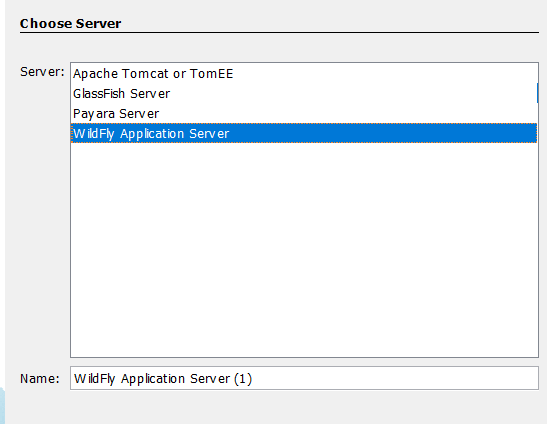 Choose Server
Server:
Apache Tomcat or TomEE
GlassFish Server
Payara Server
WildFly Application Server
Name: WildFly Application Server (1)